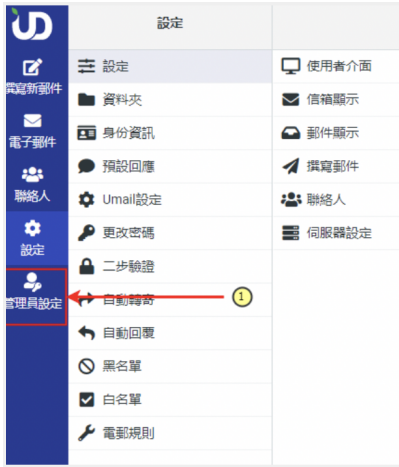 UD
撰寫新郵件
電子郵件
聯絡人
設定
管理員設定
設定
設定
資料夾
身份資訊
預設回應
Umail設定
更改密碼
二步驗證
自動轉寄
自動回覆
黑名單
白名單
電郵規則
使用者介面
信箱顯示
郵件顯示
撰寫郵件
聯絡人
伺服器設定
1